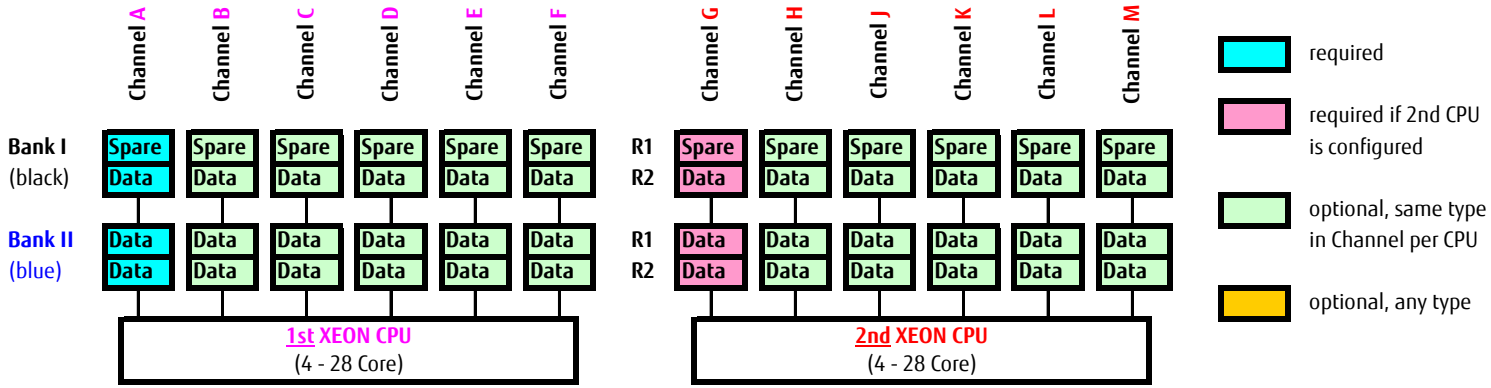 Channel A Channel B Channel C Channel D Channel E Channel F Channel G Channel H Channel J Channel K Channel L Channel M
Bank I Spare Spare Spare Spare Spare Spare R1 Spare Spare Spare Spare Spare Spare
(black) Data Data Data Data Data Data R2 Data Data Data Data Data Data
Bank II Data Data Data Data Data Data R1 Data Data Data Data Data Data
(blue) Data Data Data Data Data Data R2 Data Data Data Data Data Data
1st XEON CPU 2nd XEON CPU
(4 - 28 Core) (4 - 28 Core)
required
required if 2nd CPU
is configured
optional, same type
in Channel per CPU
optional, any type